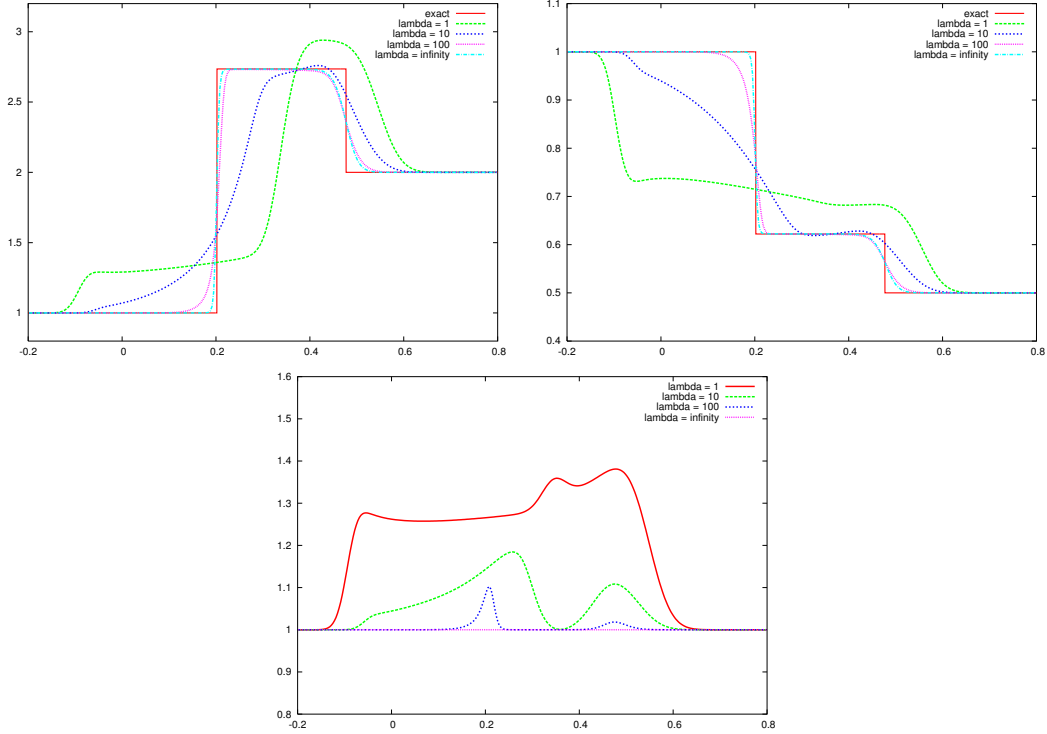 exact
lambda = 1
lambda = 10
lambda = 100
lambda = infinity
3
2.5
2
1.5
1
-0.2 0 0.2 0.4 0.6 0.8
exact
lambda = 1
lambda = 10
lambda = 100
lambda = infinity
1.1
1
0.9
0.8
0.7
0.6
0.5
0.4
-0.2 0 0.2 0.4 0.6 0.8
lambda = 1
lambda = 10
lambda = 100
lambda = infinity
1.6
1.5
1.4
1.3
1.2
1.1
1
0.9
0.8
-0.2 0 0.2 0.4 0.6 0.8